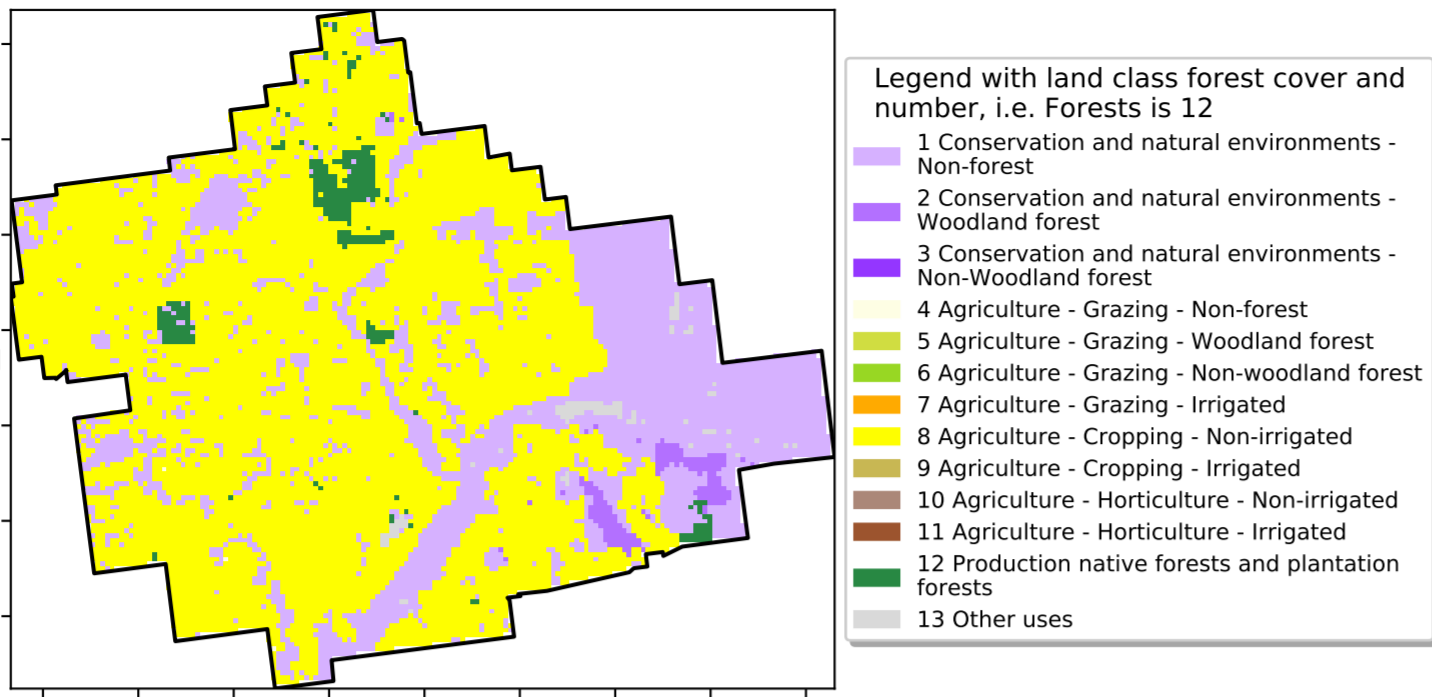 Legend with land class forest cover and
number, i.e. Forests is 12
1 Conservation and natural environments -
Non-forest
2 Conservation and natural environments -
Woodland forest
3 Conservation and natural environments -
Non-Woodland forest
4 Agriculture - Grazing - Non-forest
5 Agriculture - Grazing - Woodland forest
6 Agriculture - Grazing - Non-woodland forest
7 Agriculture - Grazing - Irrigated
8 Agriculture - Cropping - Non-irrigated
9 Agriculture - Cropping - Irrigated
10 Agriculture - Horticulture - Non-irrigated
11 Agriculture - Horticulture - Irrigated
12 Production native forests and plantation
forests
13 Other uses